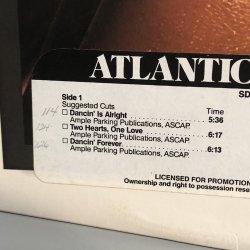 ATLANTIC
SD
Side 1
Suggested Cuts Time
114 □ Dancin' Is Alright 5:36
Ample Parking Publications, ASCAP
124 □ Two Hearts, One Love 6:17
Ample Parking Publications, ASCAP.
□ Dancin' Forever 6:13
Ample Parking Publications, ASCAP
LICENSED FOR PROMOTION
Ownership and right to possession rese